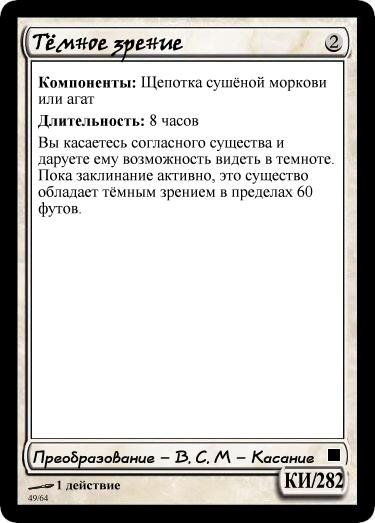 Тёмное зрение 2
Компоненты: Щепотка сушёной моркови
или агат
Длительность: 8 часов
Вы касаетесь согласного существа и
даруете ему возможность видеть в темноте.
Пока заклинание активно, это существо
обладает тёмным зрением в пределах 60
футов.
Преобразование – В, С, М – Касание
КИ/282
1 действие
49/64